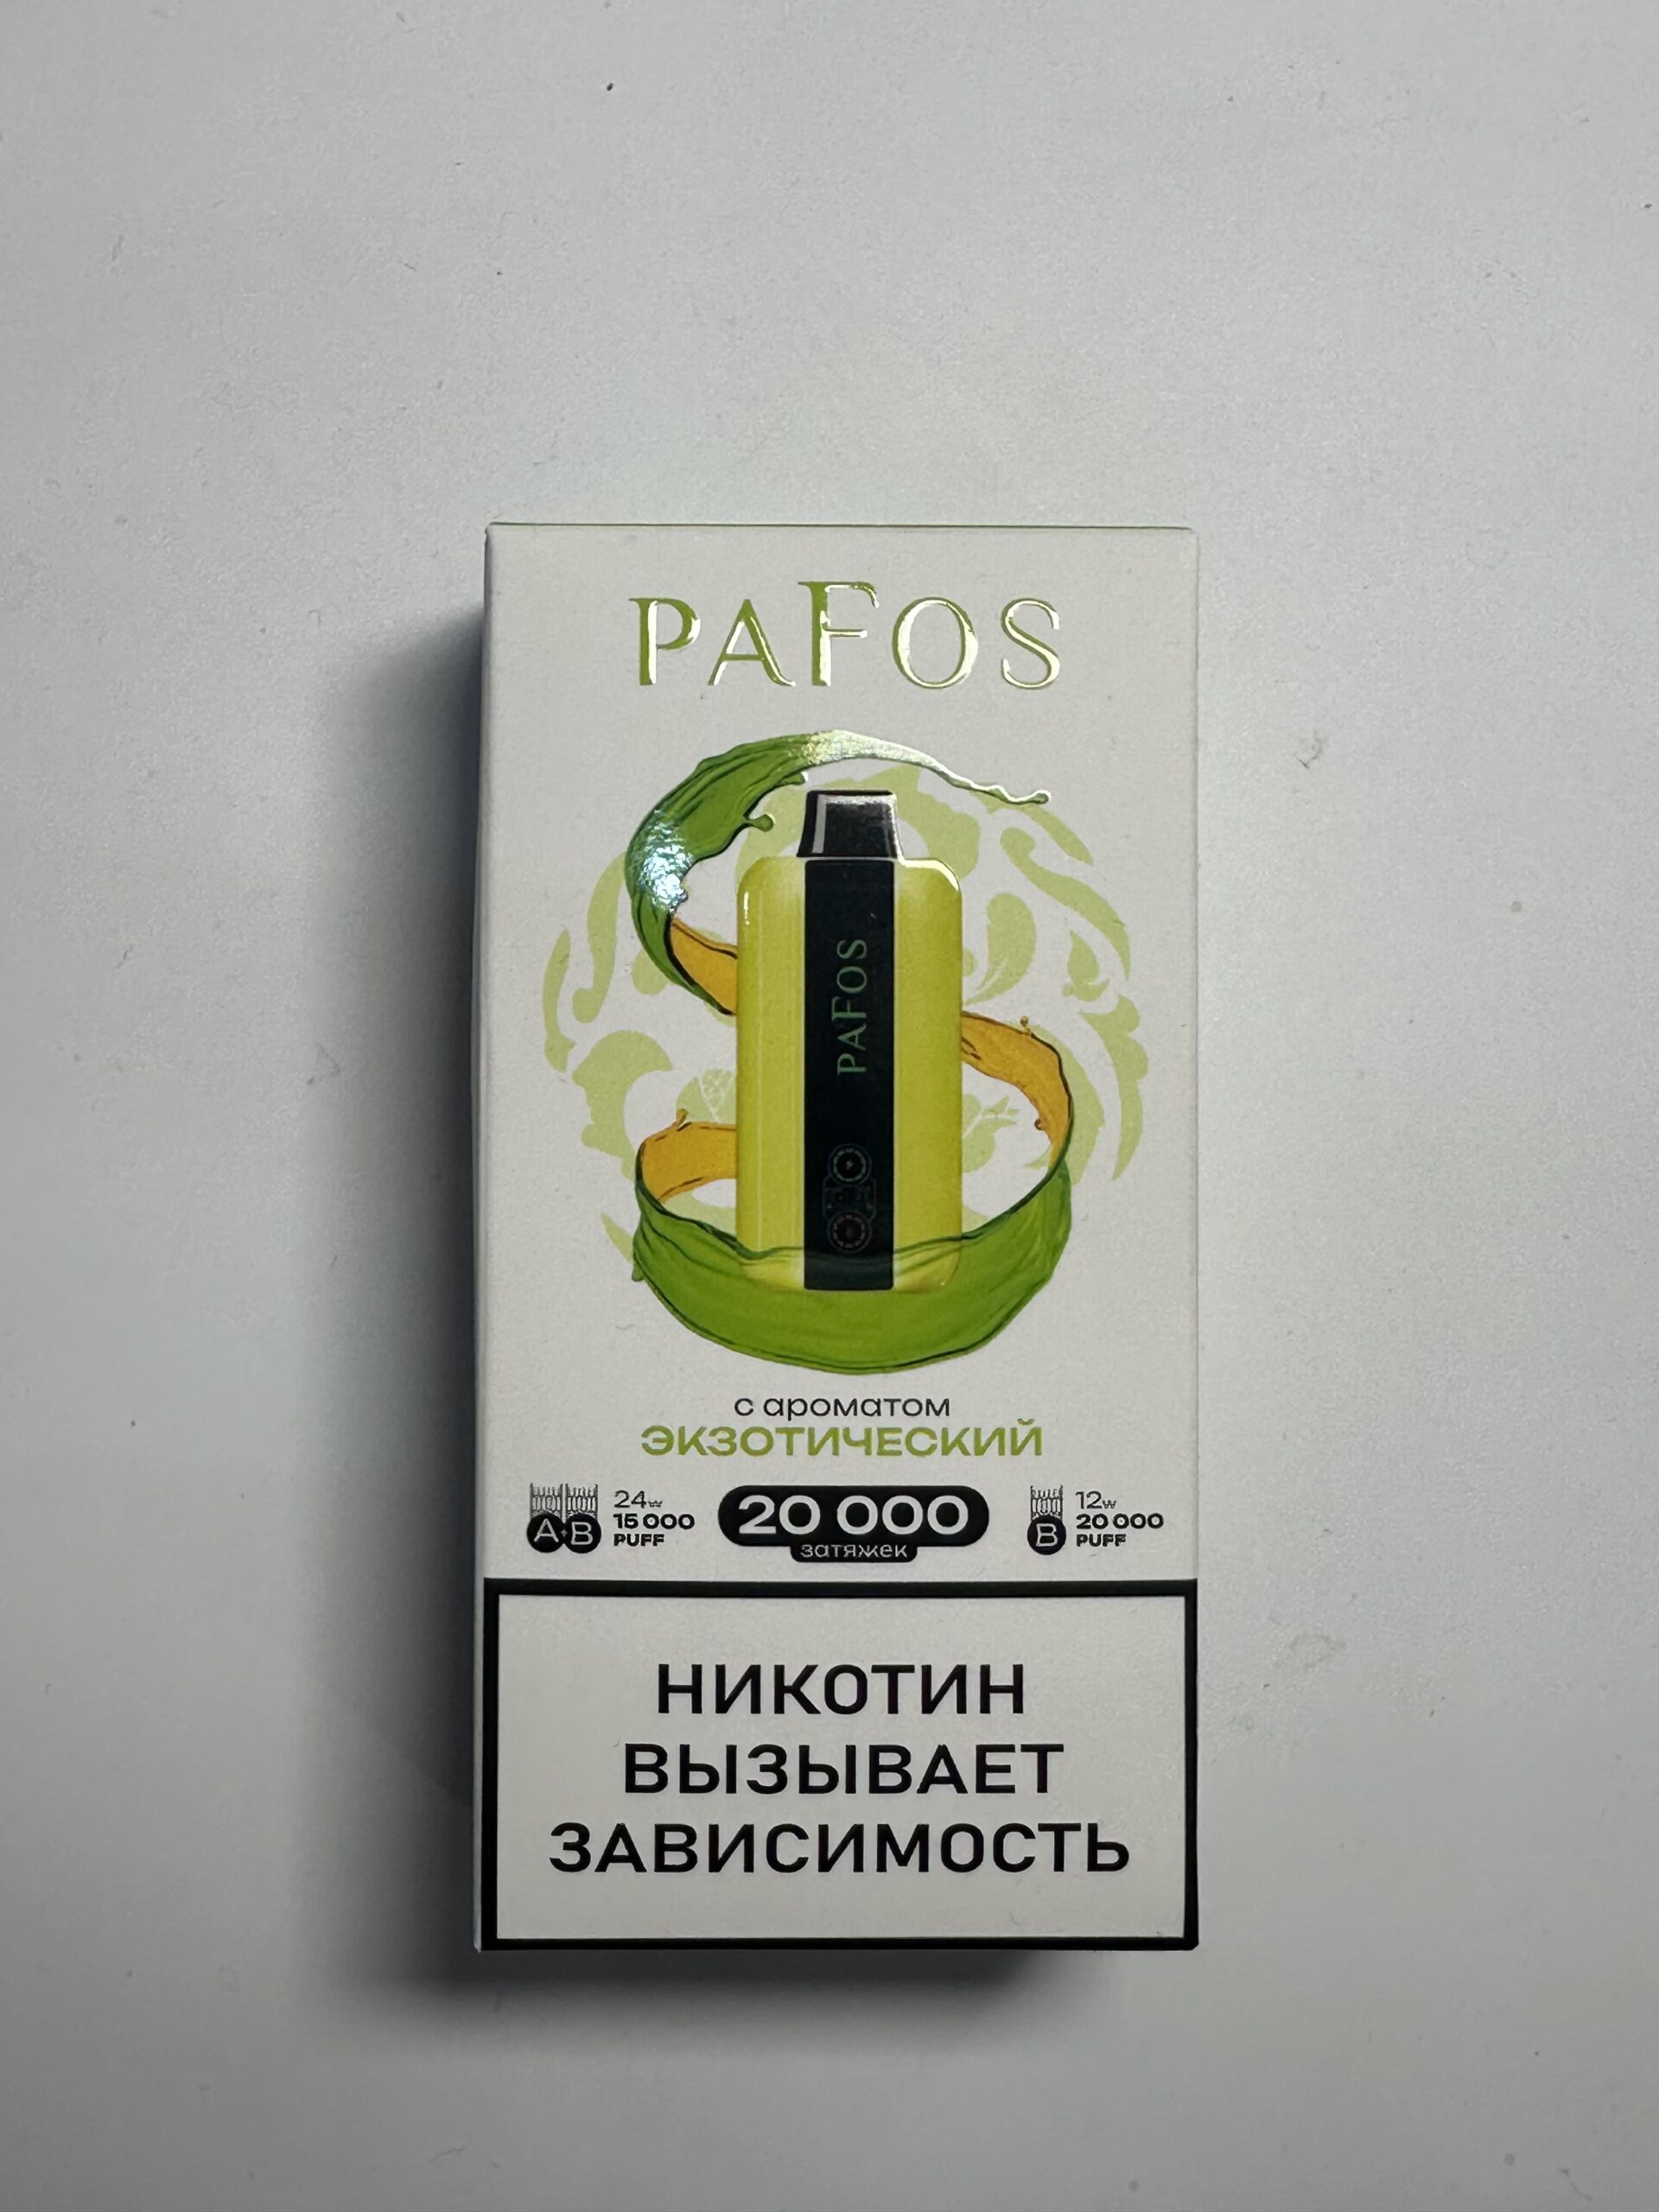 PAFOS
PAFOS
с ароматом
ЭКЗОТИЧЕСКИЙ
A+B
24w
15 000
PUFF
20 000
затяжек
B
12w
20 000
PUFF
НИКОТИН
ВЫЗЫВАЕТ
ЗАВИСИМОСТЬ